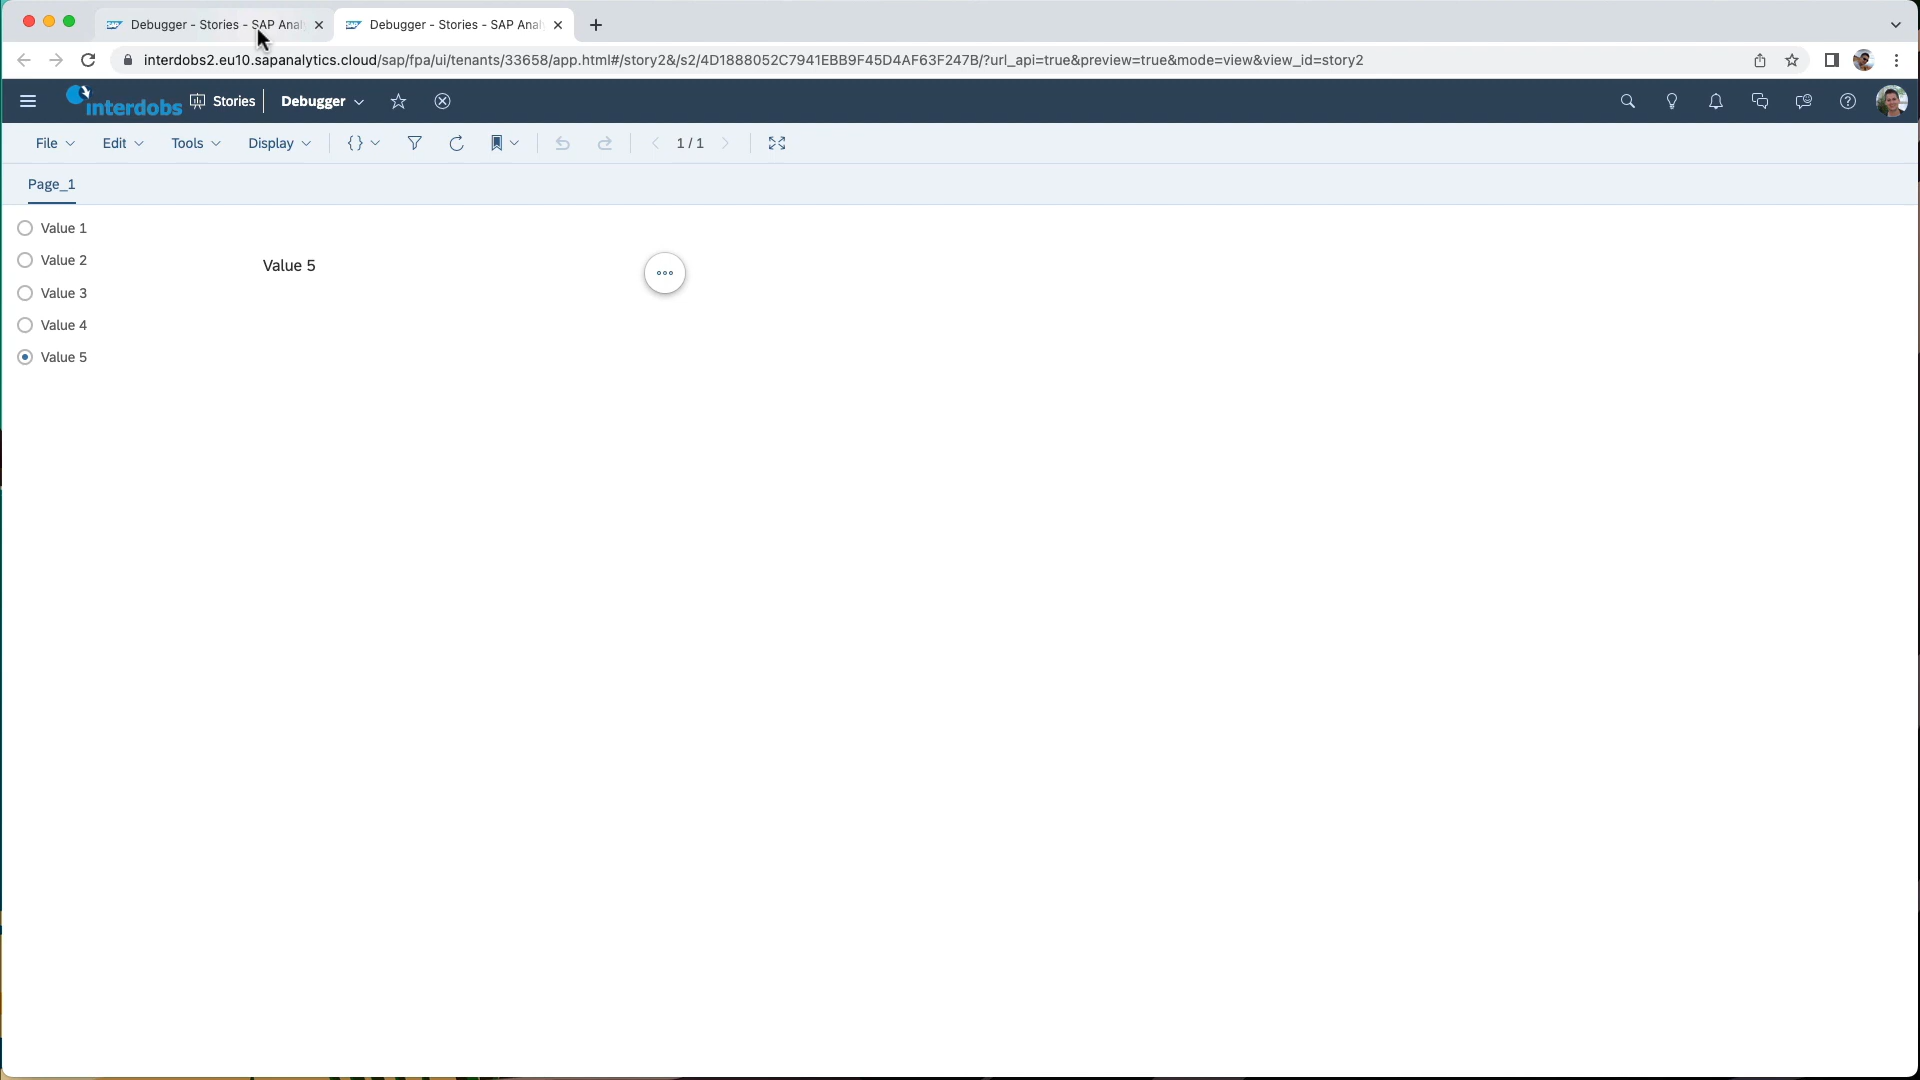 Debugger - Stories - SAP Anal
Debugger - Stories - SAP Anal
interdobs2.eu10.sapanalytics.cloud/sap/fpa/ui/tenants/33658/app.html#/story2&/s2/4D1888052C7941EBB9F45D4AF63F247B/?url_api=true&preview=true&mode=view&view_id=story2
interdobs Stories Debugger
File Edit Tools Display {} 1 / 1
Page_1
Value 1
Value 2
Value 5
Value 3
Value 4
Value 5